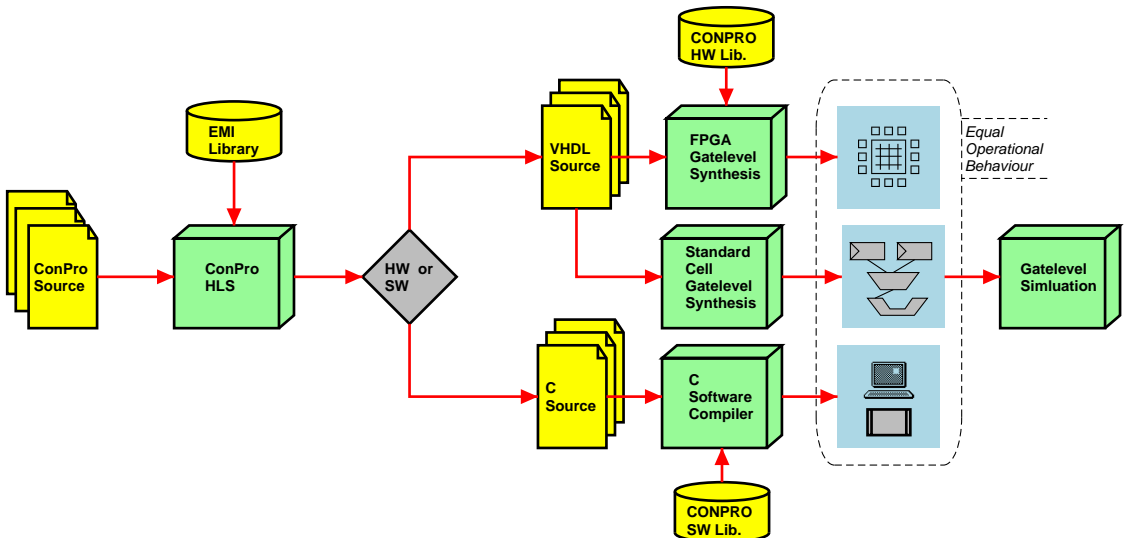 CONPRO
HW Lib.
EMI
Library
VHDL
Source
FPGA
Gatelevel
Synthesis
Equal
Operational
Behaviour
ConPro
Source
ConPro
HLS
HW or
SW
Standard
Cell
Gatelevel
Synthesis
Gatelevel
Simluation
C
Source
C
Software
Compiler
CONPRO
SW Lib.